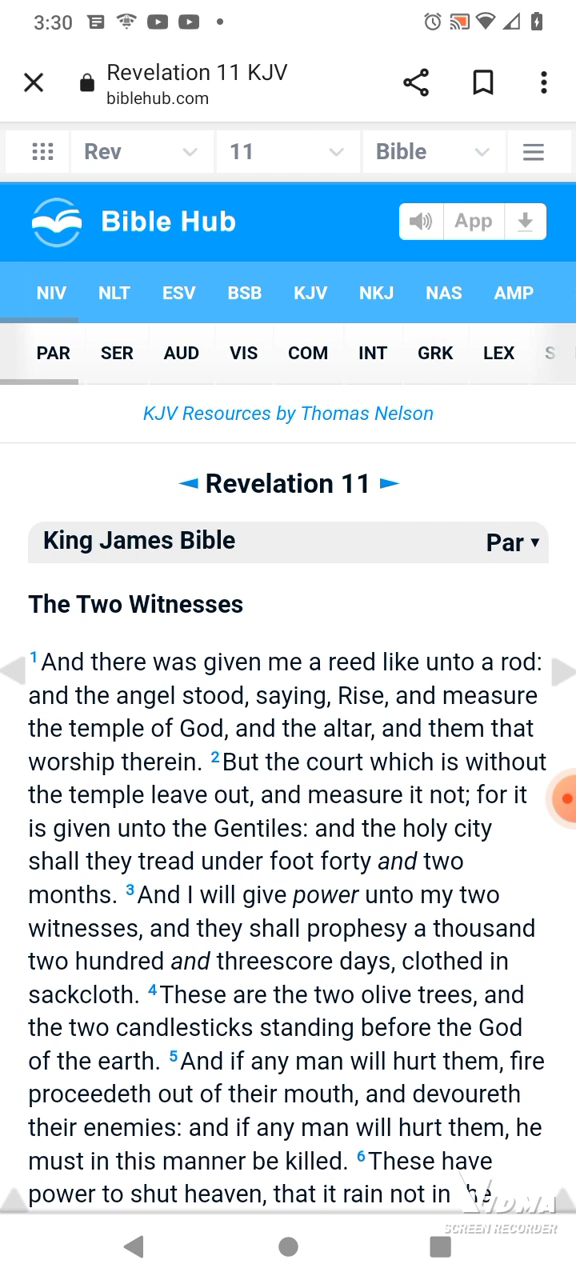 3:30
Revelation 11 KJV
biblehub.com
Rev 11 Bible
Bible Hub App
NIV NLT ESV BSB KJV NKJ NAS AMP
PAR SER AUD VIS COM INT GRK LEX S
KJV Resources by Thomas Nelson
◄ Revelation 11 ►
King James Bible Par ▾
The Two Witnesses
1 And there was given me a reed like unto a rod:
and the angel stood, saying, Rise, and measure
the temple of God, and the altar, and them that
worship therein. 2 But the court which is without
the temple leave out, and measure it not; for it
is given unto the Gentiles: and the holy city
shall they tread under foot forty and two
months. 3 And I will give power unto my two
witnesses, and they shall prophesy a thousand
two hundred and threescore days, clothed in
sackcloth. 4 These are the two olive trees, and
the two candlesticks standing before the God
of the earth. 5 And if any man will hurt them, fire
proceedeth out of their mouth, and devoureth
their enemies: and if any man will hurt them, he
must in this manner be killed. 6 These have
power to shut heaven, that it rain not in the
VIDMA
SCREEN RECORDER